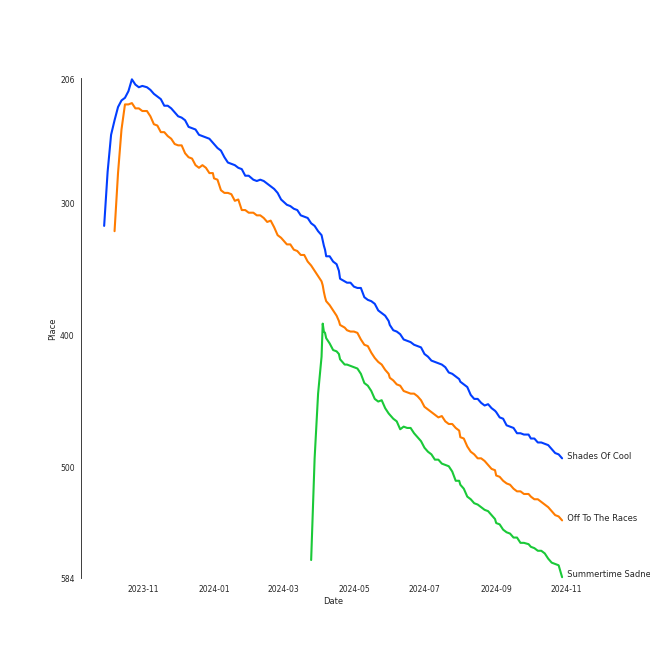 206
300
400
500
584
Place
2023-11
2024-01
2024-03
2024-05
2024-07
2024-09
2024-11
Date
Shades Of Cool
Off To The Races
Summertime Sadne